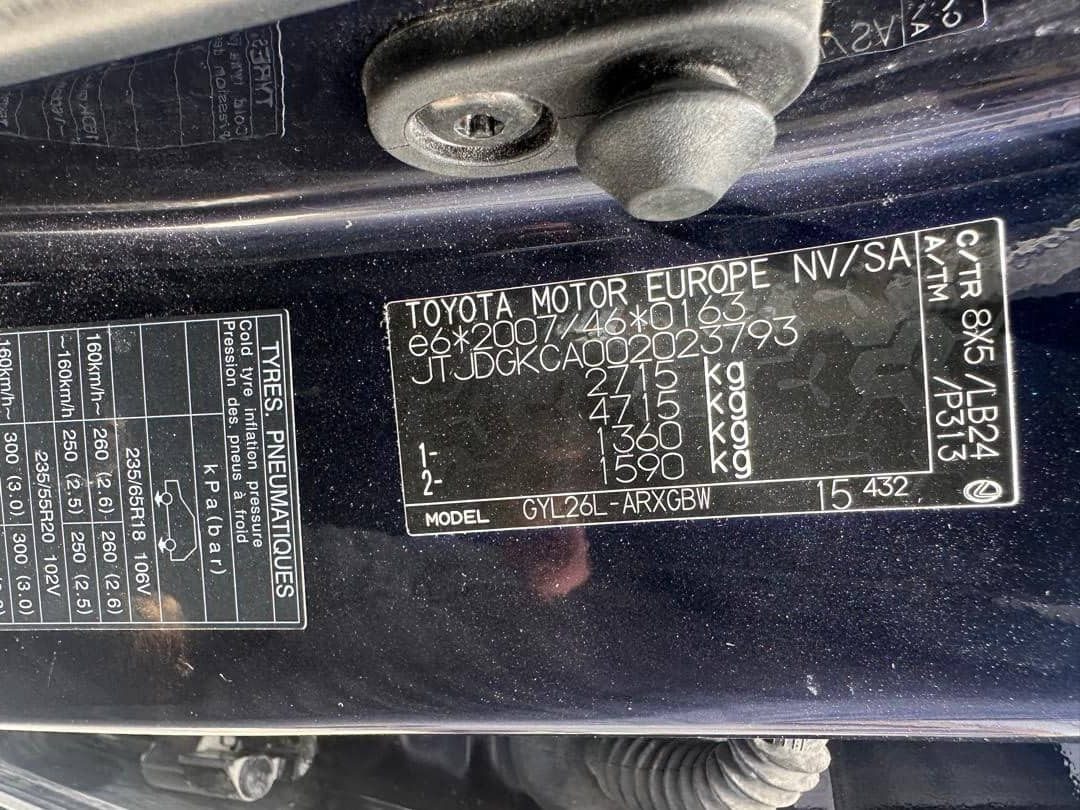 TOYOTA MOTOR EUROPE NV/SA
e6*2007/46*0163
JTJDGKCA002023793
2715 kg
4715 kg
1- 1360 kg
2- 1590 kg
MODEL GYL26L-ARXGBW 15 432
C/TR 8X5 /LB24
A/TM /P313
TYRES. PNEUMATIQUES
Cold tyre inflation pressure
Pression des pneus à froid
kPa(bar)
235/65R18 106V
160km/h~ 260 (2.6) 260 (2.6)
~160km/h 250 (2.5) 250 (2.5)
235/55R20 102V
160km/h~ 300 (3.0) 300 (3.0)